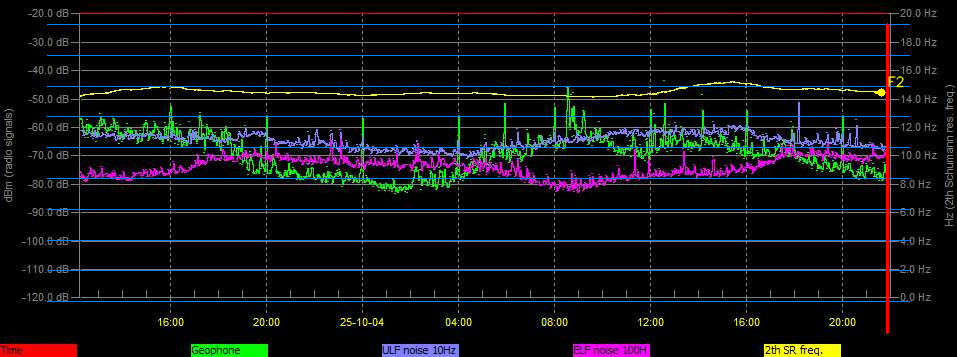 -20.0 dB 20.0 Hz
-30.0 dB 18.0 Hz
-40.0 dB 16.0 Hz
F2
-50.0 dB 14.0 Hz
-60.0 dB 12.0 Hz
-70.0 dB 10.0 Hz
-80.0 dB 8.0 Hz
-90.0 dB 6.0 Hz
-100.0 dB 4.0 Hz
-110.0 dB 2.0 Hz
-120.0 dB 0.0 Hz
dBm (radio signals)
Hz (2th Schumann res. freq.)
16:00 20:00 25-10-04 04:00 08:00 12:00 16:00 20:00
Time Geophone ULF noise 10Hz ELF noise 100H 2th SR freq.